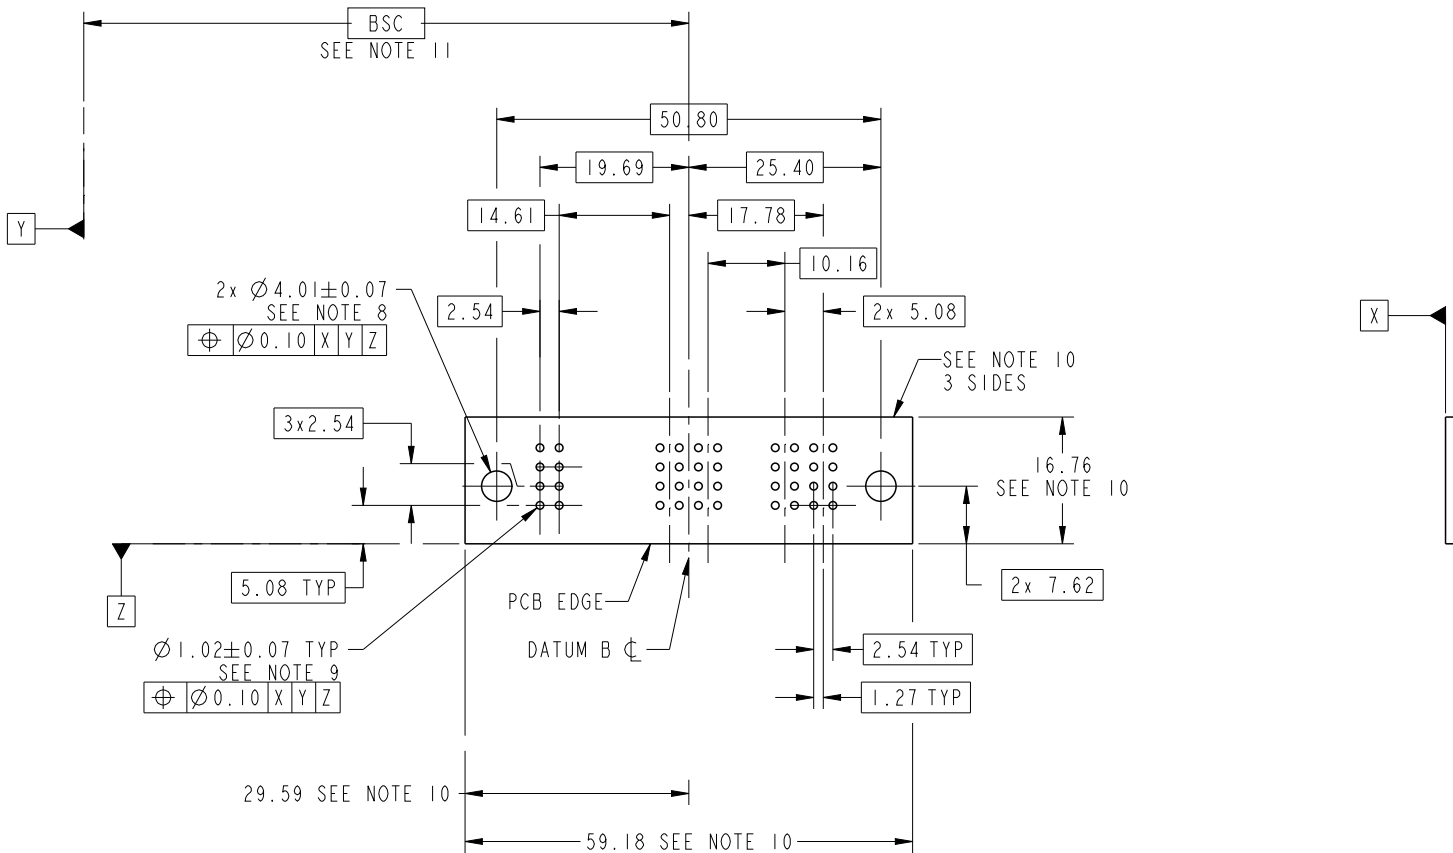 BSC
SEE NOTE 11
50.80
19.69
25.40
14.61
17.78
10.16
Y
2x Ø4.01±0.07
SEE NOTE 8
⌖ Ø0.10 X Y Z
2.54
2x 5.08
X
SEE NOTE 10
3 SIDES
3x2.54
16.76
SEE NOTE 10
5.08 TYP
2x 7.62
Z
PCB EDGE
DATUM B ℄
Ø1.02±0.07 TYP
SEE NOTE 9
⌖ Ø0.10 X Y Z
2.54 TYP
1.27 TYP
29.59 SEE NOTE 10
59.18 SEE NOTE 10